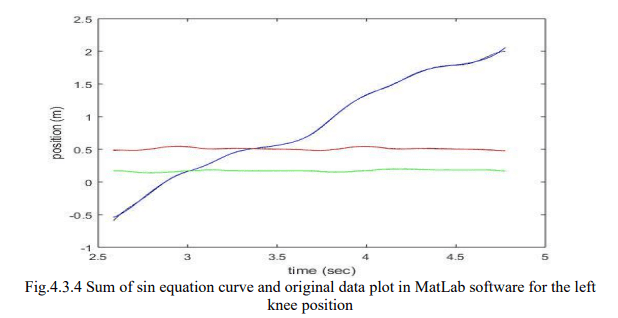 2.5
2
1.5
1
0.5
0
-0.5
-1
position (m)
2.5 3 3.5 4 4.5 5
time (sec)
Fig.4.3.4 Sum of sin equation curve and original data plot in MatLab software for the left
knee position